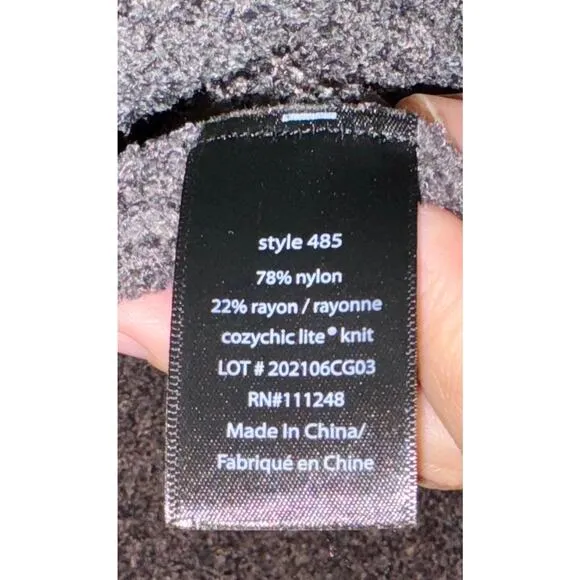 style 485
78% nylon
22% rayon / rayonne
cozychic lite® knit
LOT # 202106CG03
RN#111248
Made In China/
Fabriqué en Chine